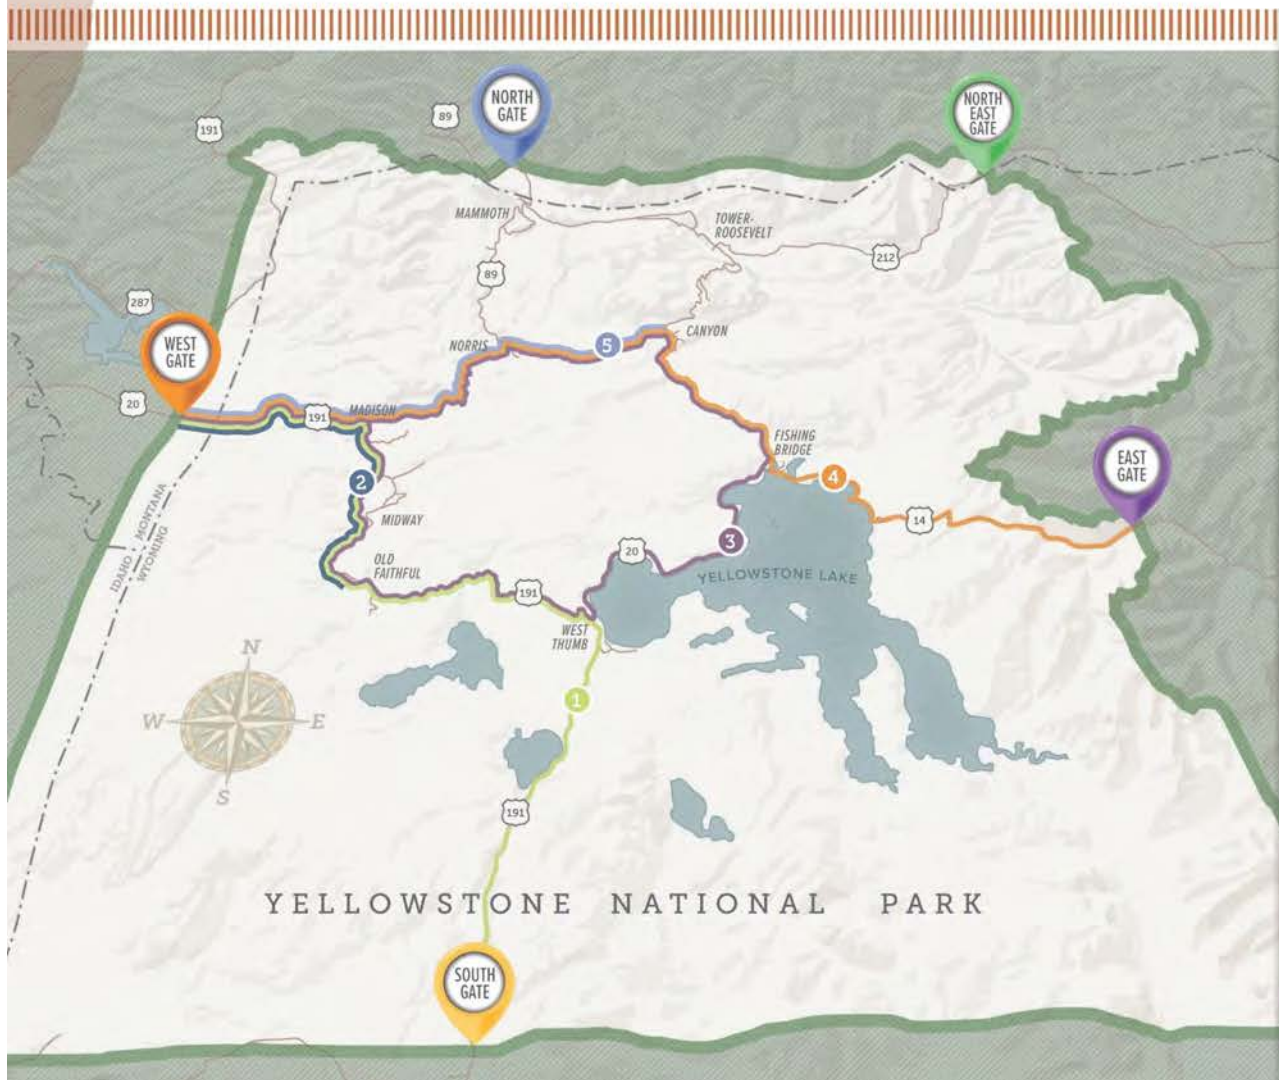 NORTH
GATE
NORTH
EAST
GATE
89
191
MAMMOTH
TOWER-
ROOSEVELT
212
89
287
WEST
GATE
NORRIS
5
CANYON
20
191
MADISON
FISHING
BRIDGE
4
EAST
GATE
2
MIDWAY
14
3
20
IDAHO
MONTANA
WYOMING
OLD
FAITHFUL
YELLOWSTONE LAKE
191
WEST
THUMB
N
W
E
S
1
191
YELLOWSTONE NATIONAL PARK
SOUTH
GATE